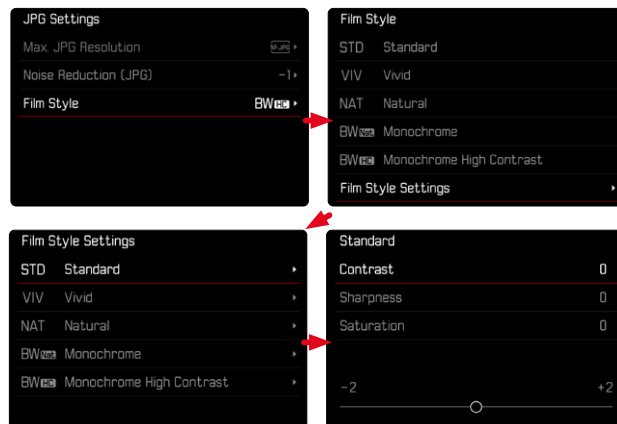 JPG Settings
Max. JPG Resolution M-JPG
Noise Reduction (JPG) -1
Film Style BW HC
Film Style
STD Standard
VIV Vivid
NAT Natural
BW Nat Monochrome
BW HC Monochrome High Contrast
Film Style Settings
Film Style Settings
STD Standard
VIV Vivid
NAT Natural
BW Nat Monochrome
BW HC Monochrome High Contrast
Standard
Contrast 0
Sharpness 0
Saturation 0
-2 +2